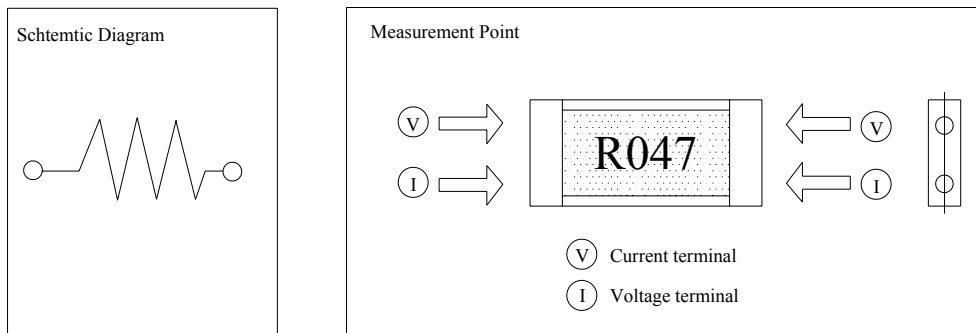 Schtemtic Diagram
Measurement Point
V
V
R047
I
I
V Current terminal
I Voltage terminal